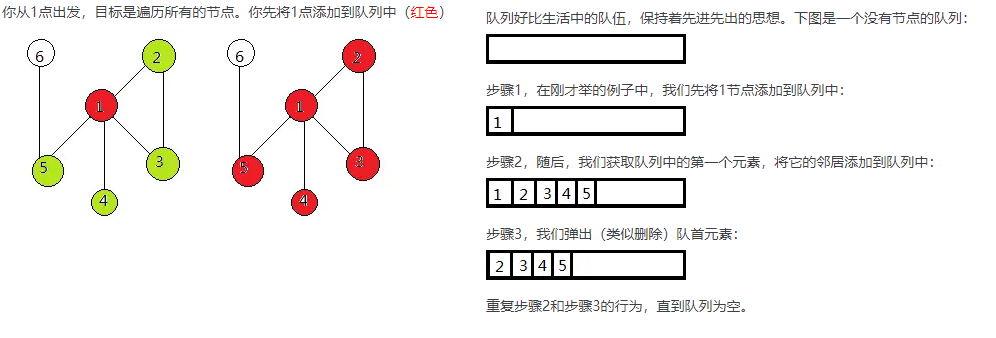 你从1点出发，目标是遍历所有的节点。你先将1点添加到队列中（红色）
6
2
1
5
3
4
6
2
1
5
3
4
队列好比生活中的队伍，保持着先进先出的思想。下图是一个没有节点的队列：
步骤1，在刚才举的例子中，我们先将1节点添加到队列中：
1
步骤2，随后，我们获取队列中的第一个元素，将它的邻居添加到队列中：
1 2 3 4 5
步骤3，我们弹出（类似删除）队首元素：
2 3 4 5
重复步骤2和步骤3的行为，直到队列为空。